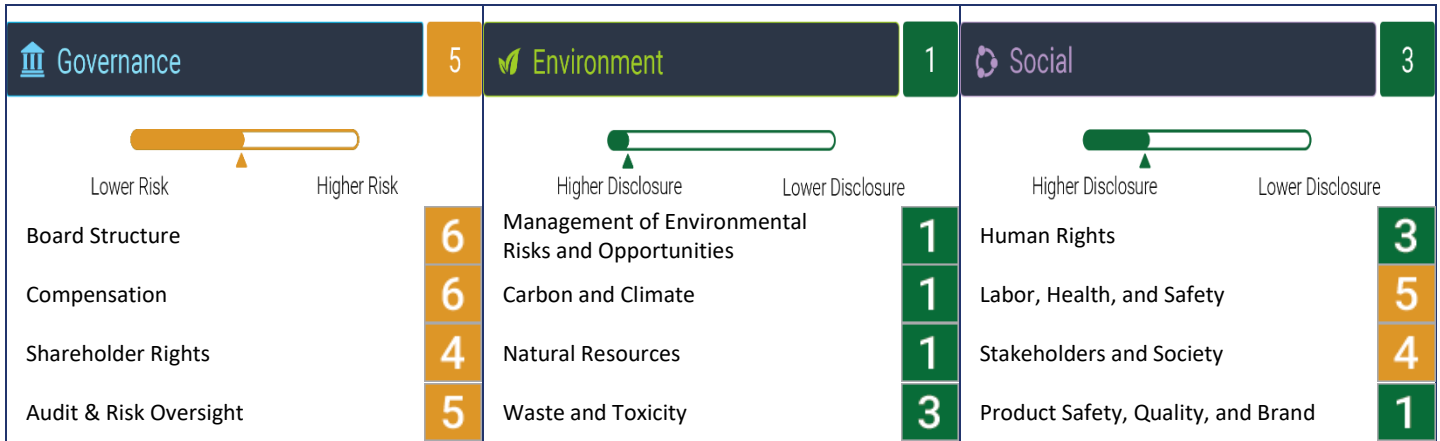 Governance 5
Lower Risk Higher Risk
Board Structure 6
Compensation 6
Shareholder Rights 4
Audit & Risk Oversight 5
Environment 1
Higher Disclosure Lower Disclosure
Management of Environmental
Risks and Opportunities 1
Carbon and Climate 1
Natural Resources 1
Waste and Toxicity 3
Social 3
Higher Disclosure Lower Disclosure
Human Rights 3
Labor, Health, and Safety 5
Stakeholders and Society 4
Product Safety, Quality, and Brand 1